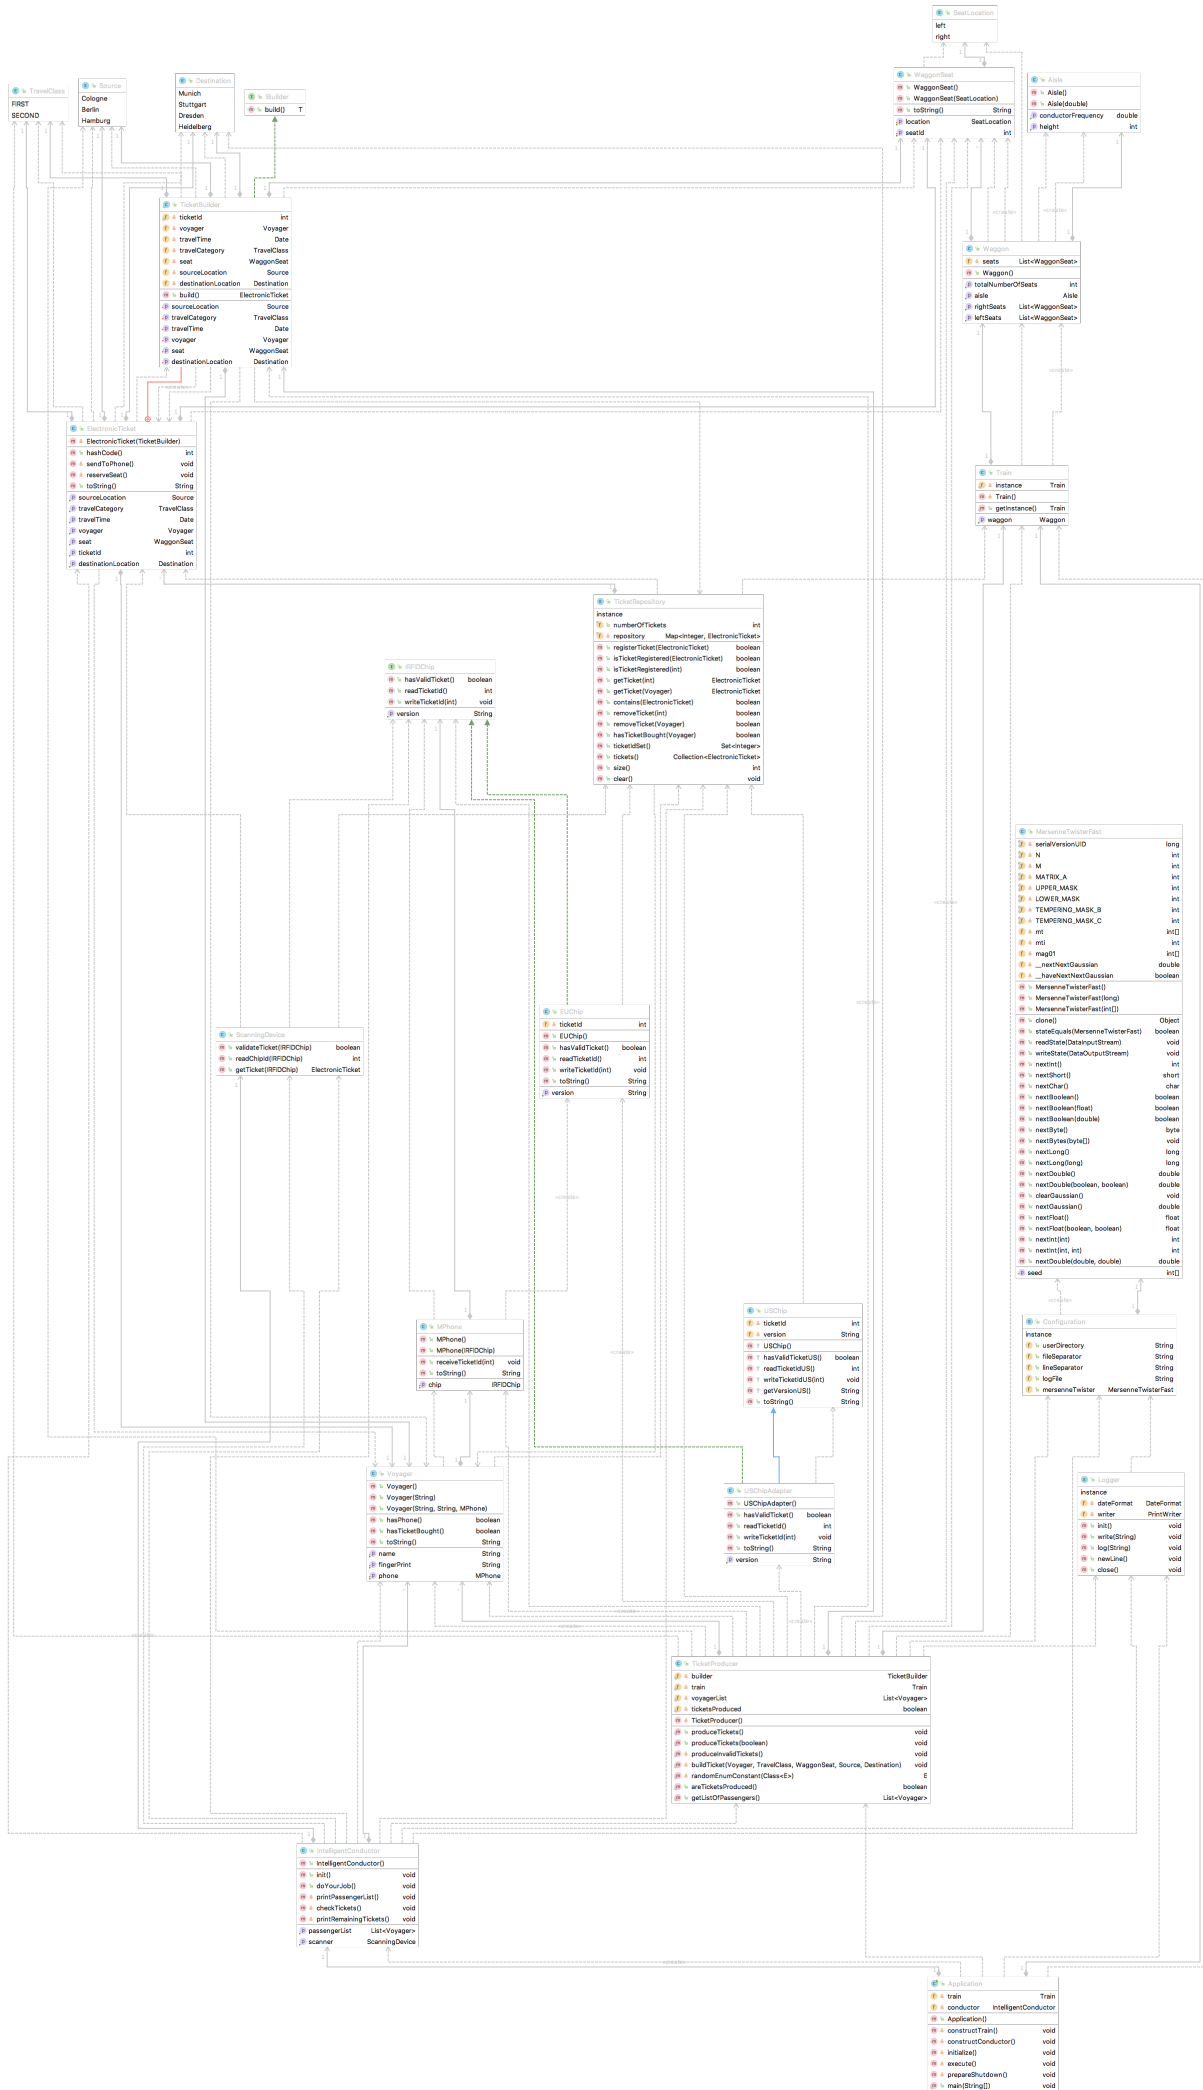 SeatLocation
left
right
TravelClass
FIRST
SECOND
Source
Cologne
Berlin
Hamburg
Destination
Munich
Stuttgart
Dresden
Heidelberg
IBuilder
build() T
WaggonSeat
WaggonSeat()
WaggonSeat(SeatLocation)
toString() String
location SeatLocation
seatId int
Aisle
Aisle()
Aisle(double)
conductorFrequency double
height int
TicketBuilder
ticketId int
voyager Voyager
travelTime Date
travelCategory TravelClass
seat WaggonSeat
sourceLocation Source
destinationLocation Destination
build() ElectronicTicket
sourceLocation Source
travelCategory TravelClass
travelTime Date
voyager Voyager
seat WaggonSeat
destinationLocation Destination
Waggon
seats List<WaggonSeat>
Waggon()
totalNumberOfSeats int
aisle Aisle
rightSeats List<WaggonSeat>
leftSeats List<WaggonSeat>
ElectronicTicket
ElectronicTicket(TicketBuilder)
hashCode() int
sendToPhone() void
reserveSeat() void
toString() String
sourceLocation Source
travelCategory TravelClass
travelTime Date
voyager Voyager
seat WaggonSeat
ticketId int
destinationLocation Destination
Train
instance Train
Train()
getInstance() Train
waggon Waggon
TicketRepository
instance
numberOfTickets int
repository Map<Integer, ElectronicTicket>
registerTicket(ElectronicTicket) boolean
isTicketRegistered(ElectronicTicket) boolean
isTicketRegistered(int) boolean
getTicket(int) ElectronicTicket
getTicket(Voyager) ElectronicTicket
contains(ElectronicTicket) boolean
removeTicket(int) boolean
removeTicket(Voyager) boolean
hasTicketBought(Voyager) boolean
ticketIdSet() Set<Integer>
tickets() Collection<ElectronicTicket>
size() int
clear() void
IRFIDChip
hasValidTicket() boolean
readTicketId() int
writeTicketId(int) void
version String
MersenneTwisterFast
serialVersionUID long
N int
M int
MATRIX_A int
UPPER_MASK int
LOWER_MASK int
TEMPERING_MASK_B int
TEMPERING_MASK_C int
mt int[]
mti int
mag01 int[]
__nextNextGaussian double
__haveNextNextGaussian boolean
MersenneTwisterFast()
MersenneTwisterFast(long)
MersenneTwisterFast(int[])
clone() Object
stateEquals(MersenneTwisterFast) boolean
readState(DataInputStream) void
writeState(DataOutputStream) void
nextInt() int
nextShort() short
nextChar() char
nextBoolean() boolean
nextBoolean(float) boolean
nextBoolean(double) boolean
nextByte() byte
nextBytes(byte[]) void
nextLong() long
nextLong(long) long
nextDouble() double
nextDouble(boolean, boolean) double
clearGaussian() void
nextGaussian() double
nextFloat() float
nextFloat(boolean, boolean) float
nextInt(int) int
nextInt(int, int) int
nextDouble(double, double) double
seed int[]
EUChip
ticketId int
EUChip()
hasValidTicket() boolean
readTicketId() int
writeTicketId(int) void
toString() String
version String
ScanningDevice
validateTicket(IRFIDChip) boolean
readChipId(IRFIDChip) int
getTicket(IRFIDChip) ElectronicTicket
USChip
ticketId int
version String
USChip()
hasValidTicketUS() boolean
readTicketIdUS() int
writeTicketIdUS(int) void
getVersionUS() String
toString() String
MPhone
MPhone()
MPhone(IRFIDChip)
receiveTicketId(int) void
toString() String
chip IRFIDChip
Configuration
instance
userDirectory String
fileSeparator String
lineSeparator String
logFile String
mersenneTwister MersenneTwisterFast
Voyager
Voyager()
Voyager(String)
Voyager(String, String, MPhone)
hasPhone() boolean
hasTicketBought() boolean
toString() String
name String
fingerPrint String
phone MPhone
USChipAdapter
USChipAdapter()
hasValidTicket() boolean
readTicketId() int
writeTicketId(int) void
toString() String
version String
Logger
instance
dateFormat DateFormat
writer PrintWriter
init() void
write(String) void
log(String) void
newLine() void
close() void
TicketProducer
builder TicketBuilder
train Train
voyagerList List<Voyager>
ticketsProduced boolean
TicketProducer()
produceTickets() void
produceTickets(boolean) void
produceInvalidTickets() void
buildTicket(Voyager, TravelClass, WaggonSeat, Source, Destination) void
randomEnumConstant(Class<E>) E
areTicketsProduced() boolean
getListOfPassengers() List<Voyager>
IntelligentConductor
IntelligentConductor()
init() void
doYourJob() void
printPassengerList() void
checkTickets() void
printRemainingTickets() void
passengerList List<Voyager>
scanner ScanningDevice
Application
train Train
conductor IntelligentConductor
Application()
constructTrain() void
constructConductor() void
initialize() void
execute() void
prepareShutdown() void
main(String[]) void